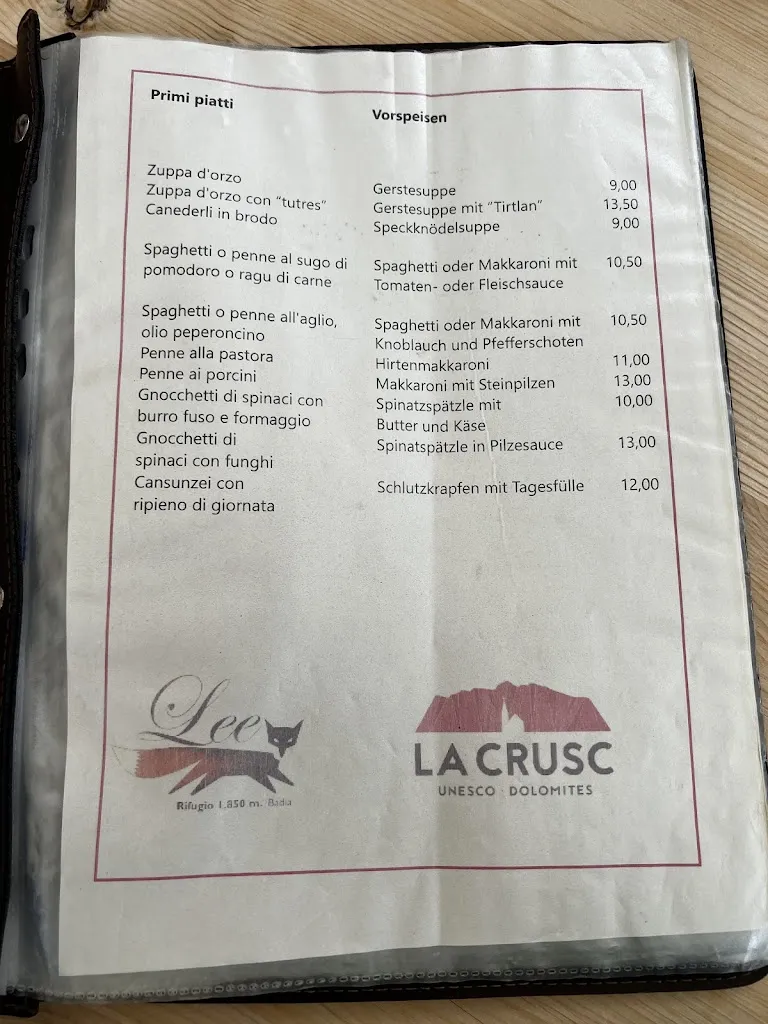 Primi piatti
Vorspeisen
Zuppa d'orzo
Gerstesuppe 9,00
Zuppa d'orzo con "tutres"
Gerstesuppe mit "Tirtlan" 13,50
Canederli in brodo
Speckknödelsuppe 9,00
Spaghetti o penne al sugo di
pomodoro o ragu di carne
Spaghetti oder Makkaroni mit 10,50
Tomaten- oder Fleischsauce
Spaghetti o penne all'aglio,
olio peperoncino
Spaghetti oder Makkaroni mit 10,50
Knoblauch und Pfefferschoten
Penne alla pastora
Hirtenmakkaroni 11,00
Penne ai porcini
Makkaroni mit Steinpilzen 13,00
Gnocchetti di spinaci con
burro fuso e formaggio
Spinatzspätzle mit 10,00
Butter und Käse
Gnocchetti di
spinaci con funghi
Spinatspätzle in Pilzesauce 13,00
Cansunzei con
ripieno di giornata
Schlutzkrapfen mit Tagesfülle 12,00
Lee
Rifugio 1.850 m. Badia
LA CRUSC
UNESCO · DOLOMITES